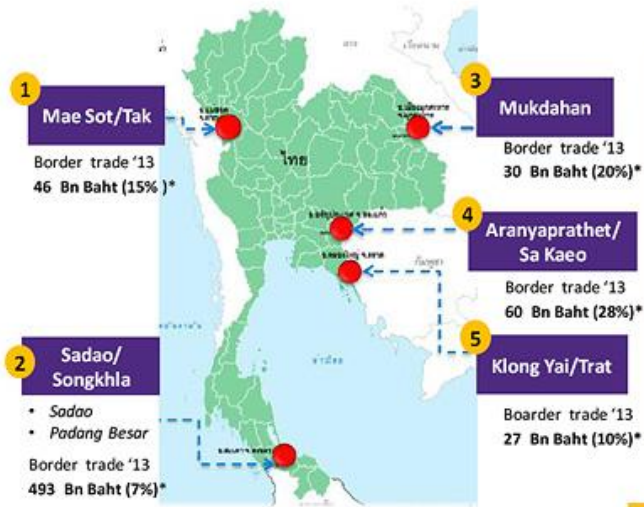 1
Mae Sot/Tak
Border trade ‘13
46 Bn Baht (15% )*
2
Sadao/
Songkhla
• Sadao
• Padang Besar
Border trade ‘13
493 Bn Baht (7%)*
3
Mukdahan
Border trade ‘13
30 Bn Baht (20%)*
4
Aranyaprathet/
Sa Kaeo
Border trade ‘13
60 Bn Baht (28%)*
5
Klong Yai/Trat
Boarder trade ‘13
27 Bn Baht (10%)*
ไทย